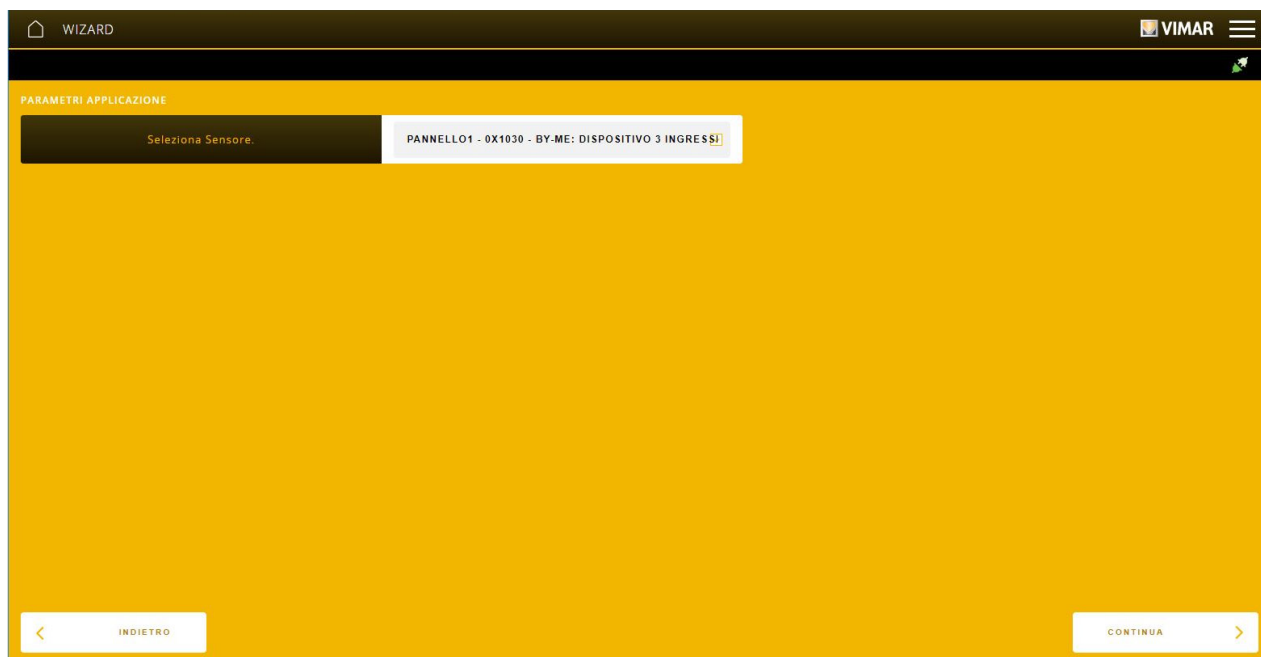 WIZARD
VIMAR
PARAMETRI APPLICAZIONE
Seleziona Sensore.
PANNELLO1 - 0X1030 - BY-ME: DISPOSITIVO 3 INGRESSI
INDIETRO
CONTINUA